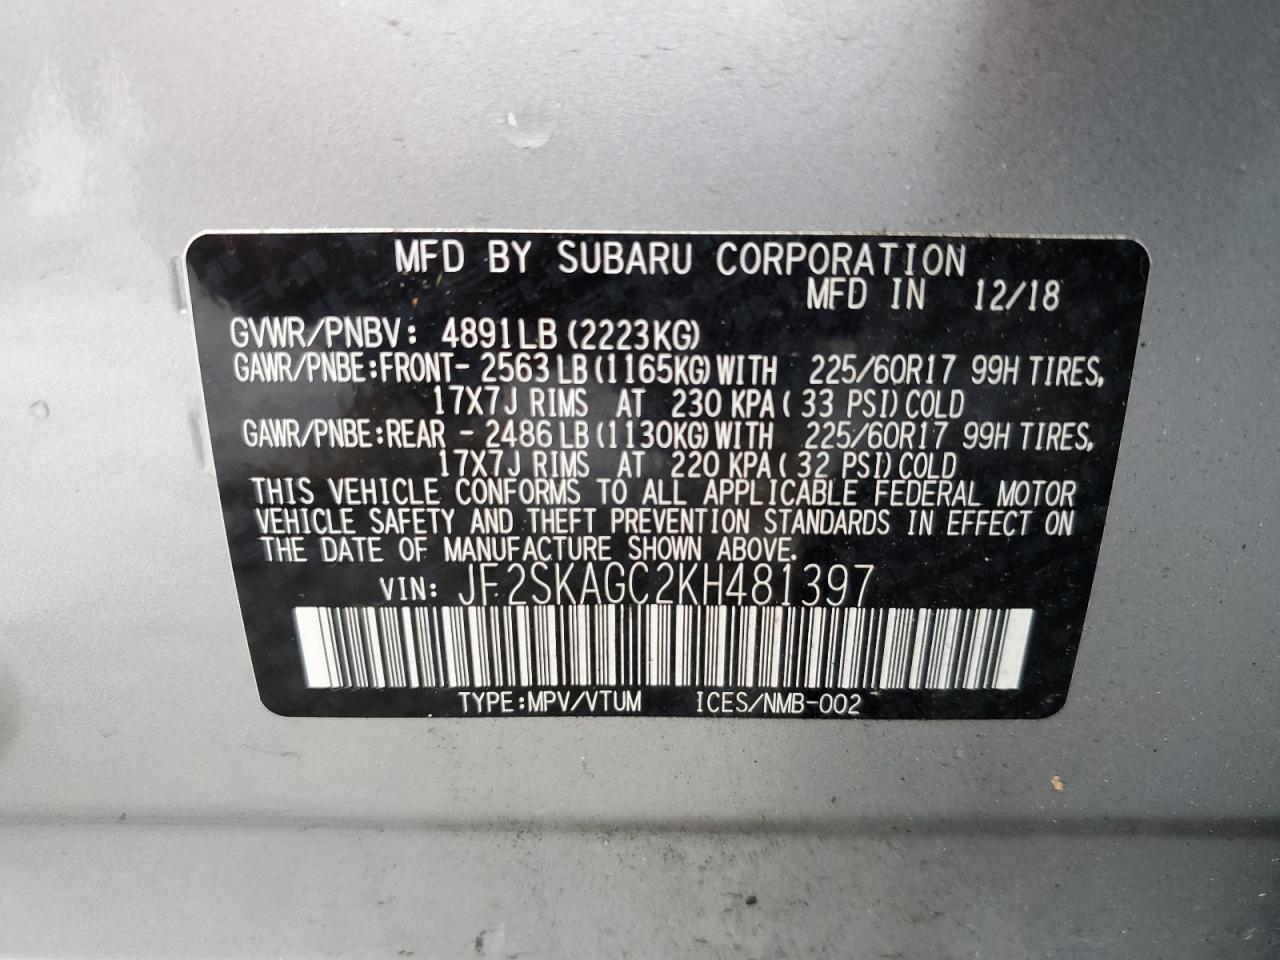 MFD BY SUBARU CORPORATION
MFD IN 12/18
GVWR/PNBV: 4891LB (2223KG)
GAWR/PNBE:FRONT- 2563 LB (1165KG) WITH 225/60R17 99H TIRES,
17X7J RIMS AT 230 KPA ( 33 PSI) COLD
GAWR/PNBE:REAR - 2486 LB (1130KG) WITH 225/60R17 99H TIRES,
17X7J RIMS AT 220 KPA ( 32 PSI) COLD
THIS VEHICLE CONFORMS TO ALL APPLICABLE FEDERAL MOTOR
VEHICLE SAFETY AND THEFT PREVENTION STANDARDS IN EFFECT ON
THE DATE OF MANUFACTURE SHOWN ABOVE.
VIN: JF2SKAGC2KH481397
TYPE:MPV/VTUM ICES/NMB-002